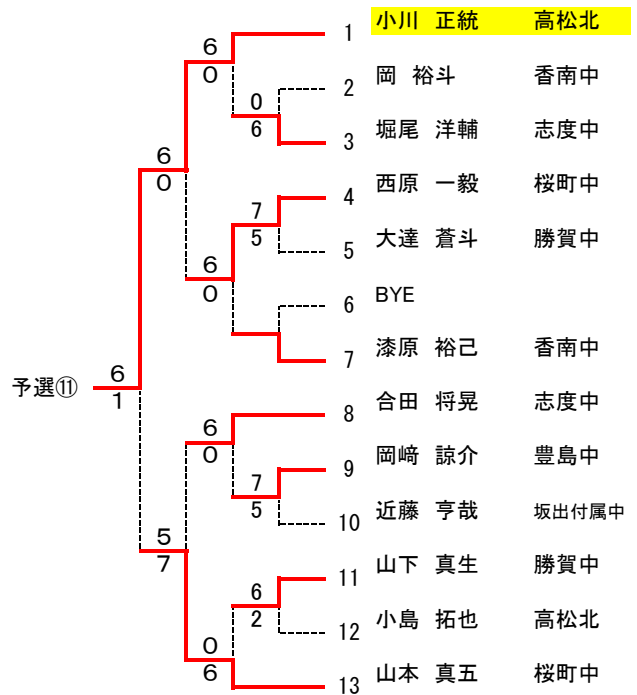 1 小川 正統 高松北
6
0
2 岡 裕斗 香南中
0
6
3 堀尾 洋輔 志度中
6
0
4 西原 一毅 桜町中
7
5
5 大達 蒼斗 勝賀中
6
0
6 BYE
7 漆原 裕己 香南中
予選⑪
6
1
8 合田 将晃 志度中
6
0
9 岡﨑 諒介 豊島中
7
5
10 近藤 亨哉 坂出付属中
5
7
11 山下 真生 勝賀中
6
2
12 小島 拓也 高松北
0
6
13 山本 真五 桜町中